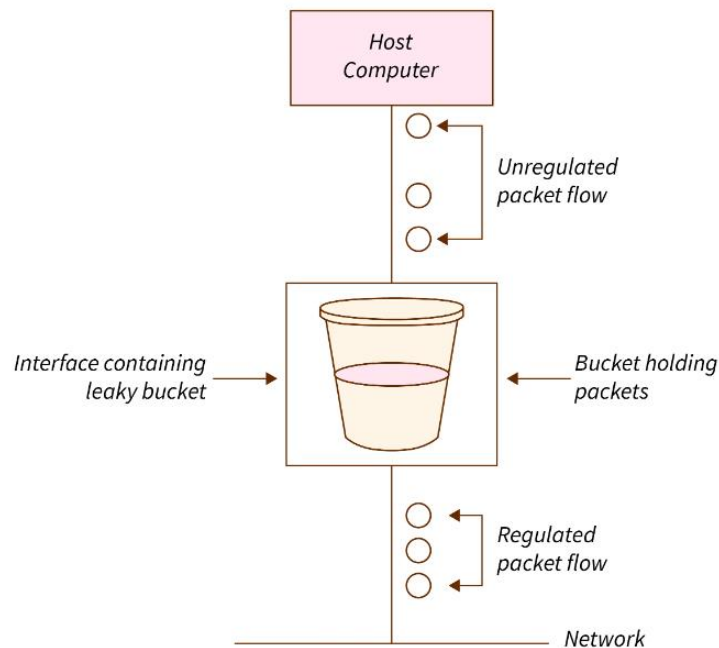 Host
Computer
Unregulated
packet flow
Interface containing
leaky bucket
Bucket holding
packets
Regulated
packet flow
Network